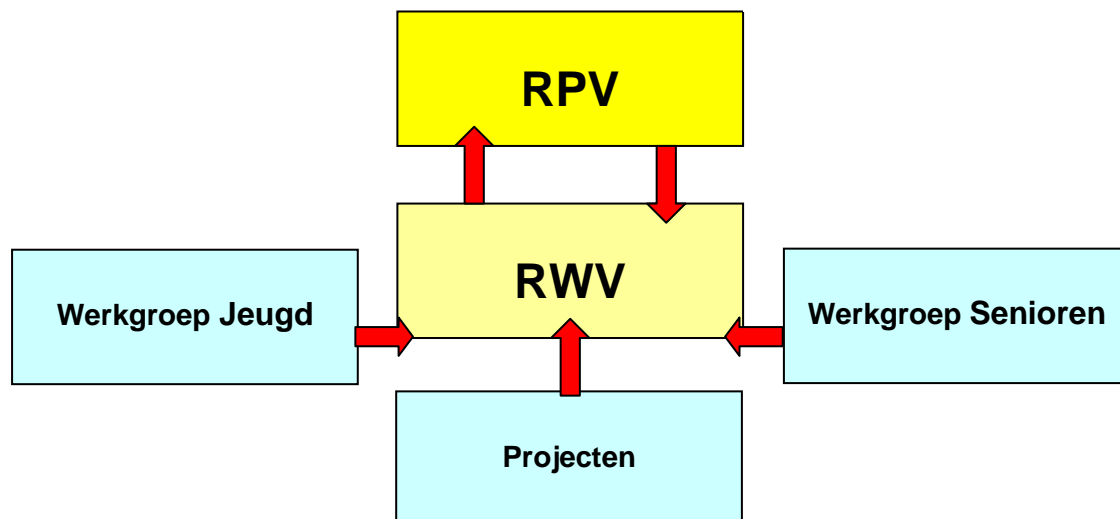 RPV
RWV
Werkgroep Jeugd
Werkgroep Senioren
Projecten